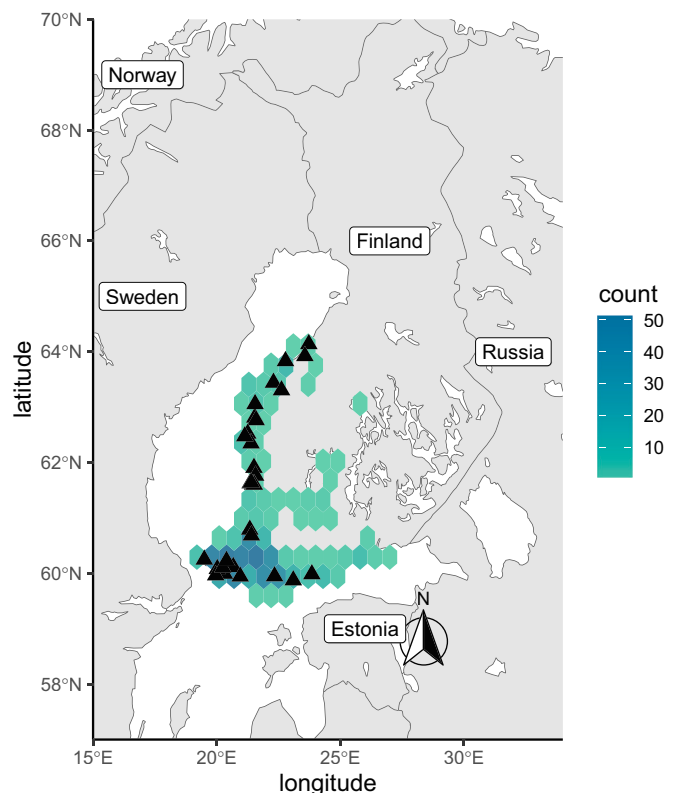 70°N
Norway
68°N
66°N
Finland
Sweden
count
50
40
30
20
10
64°N
Russia
latitude
62°N
60°N
N
Estonia
58°N
15°E
20°E
25°E
30°E
longitude